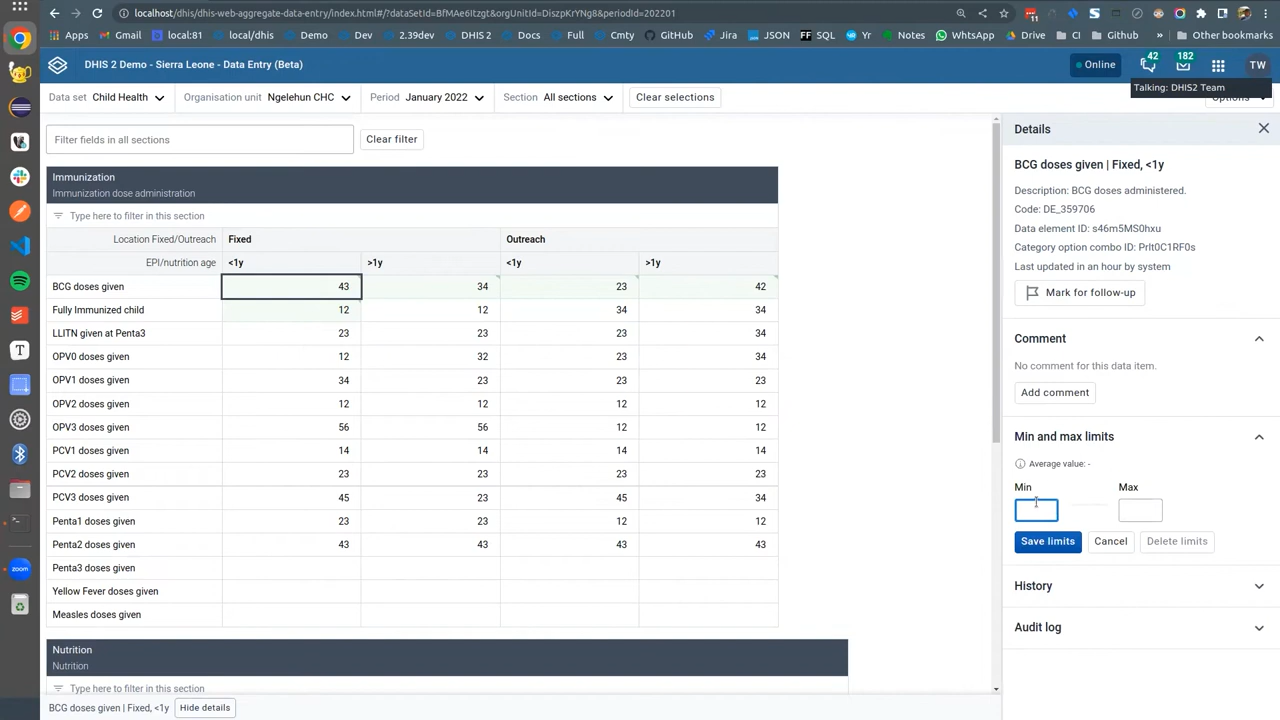 localhost/dhis/dhis-web-aggregate-data-entry/index.html#/?dataSetId=BfMAe6Itzgt&orgUnitId=DiszpKrYNg8&periodId=202201
Apps Gmail local:81 local/dhis Demo Dev 2.39dev DHIS 2 Docs Full Cmty GitHub Jira JSON FF SQL Yr Notes WhtsApp Drive CI Github » Other bookmarks
DHIS 2 Demo - Sierra Leone - Data Entry (Beta) Online 42 182 TW
Talking: DHIS2 Team
Data set Child Health Organisation unit Ngelehun CHC Period January 2022 Section All sections Clear selections Options
Filter fields in all sections Clear filter
Immunization
Immunization dose administration
Type here to filter in this section
Location Fixed/Outreach Fixed Outreach
EPI/nutrition age <1y >1y <1y >1y
BCG doses given 43 34 23 42
Fully Immunized child 12 12 34 34
LLITN given at Penta3 23 23 23 34
OPV0 doses given 12 32 23 34
OPV1 doses given 34 23 23 23
OPV2 doses given 12 12 12 12
OPV3 doses given 56 56 12 12
PCV1 doses given 14 14 14 14
PCV2 doses given 23 23 23 23
PCV3 doses given 45 23 45 34
Penta1 doses given 23 23 12 12
Penta2 doses given 43 43 43 43
Penta3 doses given
Yellow Fever doses given
Measles doses given
Nutrition
Nutrition
Type here to filter in this section
BCG doses given | Fixed, <1y Hide details
Details
BCG doses given | Fixed, <1y
Description: BCG doses administered.
Code: DE_359706
Data element ID: s46m5MS0hxu
Category option combo ID: Prlt0C1RF0s
Last updated in an hour by system
Mark for follow-up
Comment
No comment for this data item.
Add comment
Min and max limits
Average value: -
Min Max
Save limits Cancel Delete limits
History
Audit log
zoom